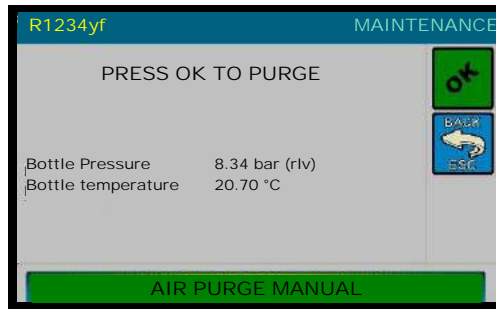 R1234yf MAINTENANCE
PRESS OK TO PURGE
OK
BACK
ESC
Bottle Pressure 8.34 bar (rlv)
Bottle temperature 20.70 °C
AIR PURGE MANUAL